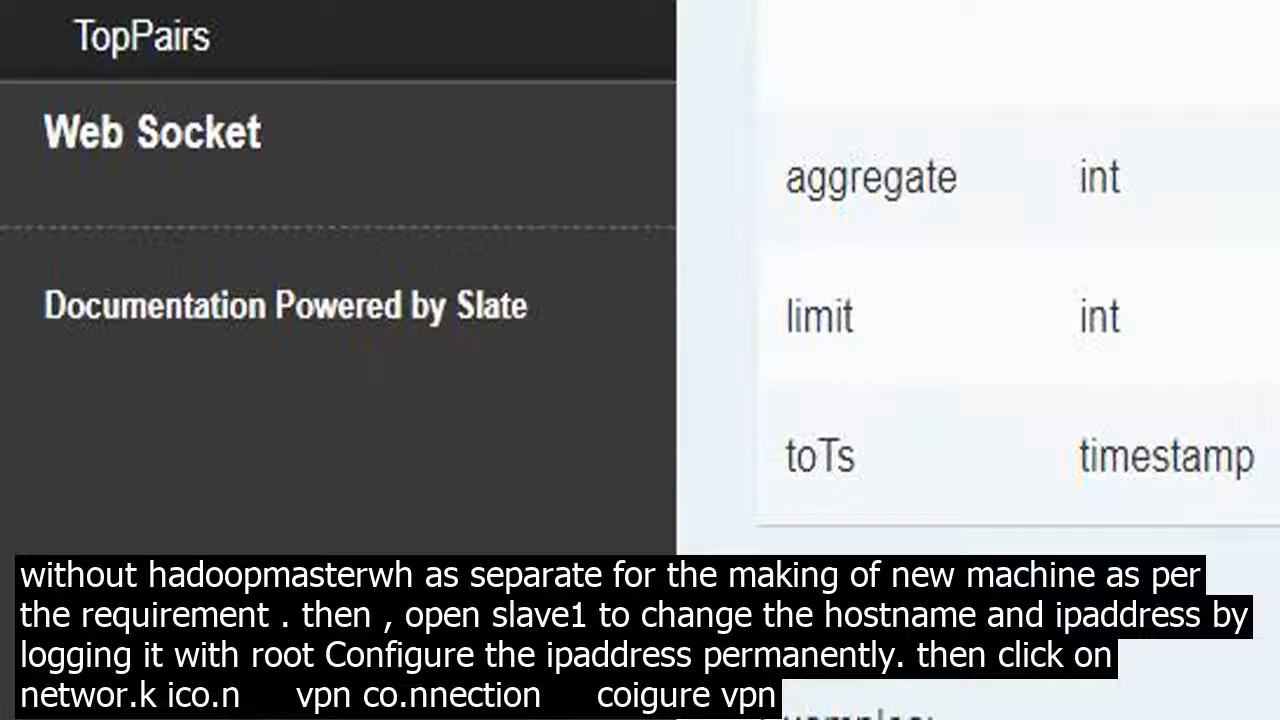 TopPairs
Web Socket
Documentation Powered by Slate
aggregate int
limit int
toTs timestamp
without hadoopmasterwh as separate for the making of new machine as per
the requirement . then , open slave1 to change the hostname and ipaddress by
logging it with root Configure the ipaddress permanently. then click on
networ.k ico.n vpn co.nnection coigure vpn